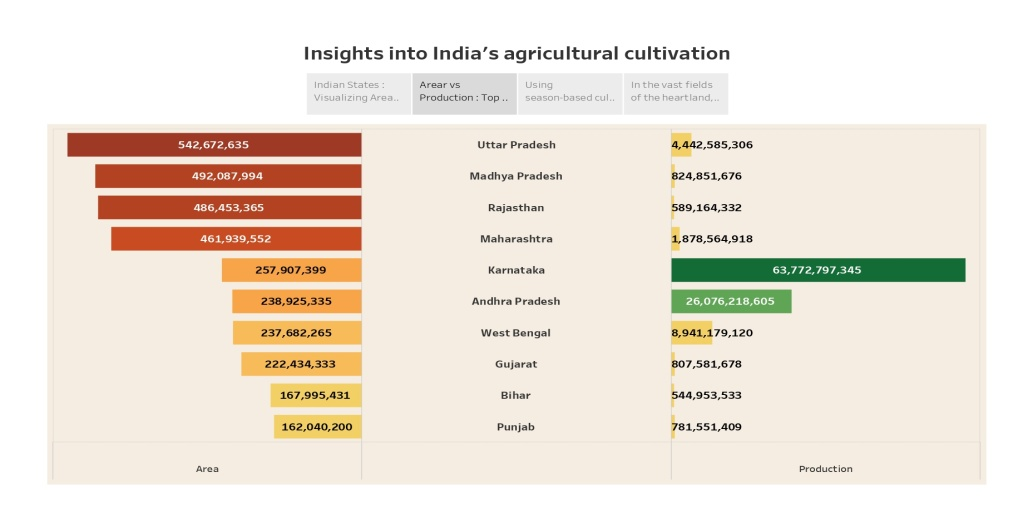 Insights into India’s agricultural cultivation
Indian States :
Visualizing Area..
Arear vs
Production : Top ..
Using
season-based cul..
In the vast fields
of the heartland,..
542,672,635 Uttar Pradesh 4,442,585,306
492,087,994 Madhya Pradesh 824,851,676
486,453,365 Rajasthan 589,164,332
461,939,552 Maharashtra 1,878,564,918
257,907,399 Karnataka 63,772,797,345
238,925,335 Andhra Pradesh 26,076,218,605
237,682,265 West Bengal 8,941,179,120
222,434,333 Gujarat 807,581,678
167,995,431 Bihar 544,953,533
162,040,200 Punjab 781,551,409
Area Production